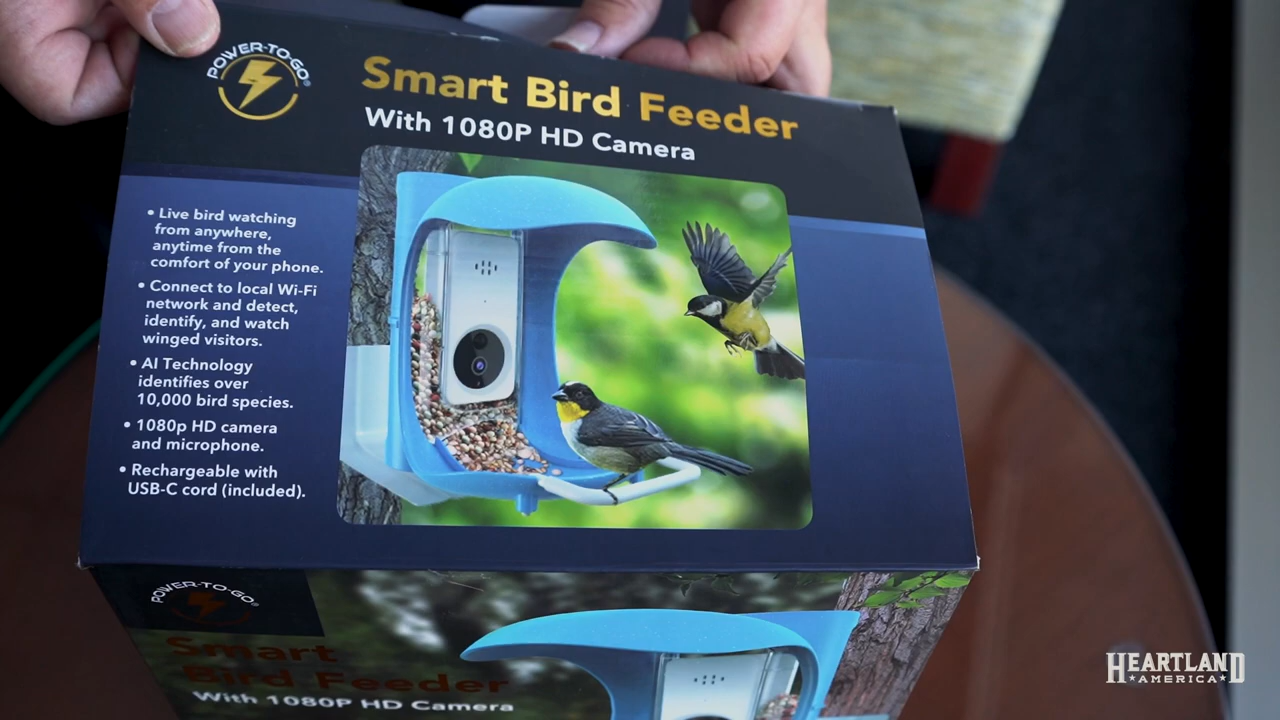 POWER-TO-GO®
Smart Bird Feeder
With 1080P HD Camera
• Live bird watching
from anywhere,
anytime from the
comfort of your phone.
• Connect to local Wi-Fi
network and detect,
identify, and watch
winged visitors.
• AI Technology
identifies over
10,000 bird species.
• 1080p HD camera
and microphone.
• Rechargeable with
USB-C cord (included).
POWER-TO-GO®
Smart
Bird Feeder
With 1080P HD Camera
HEARTLAND
★AMERICA★